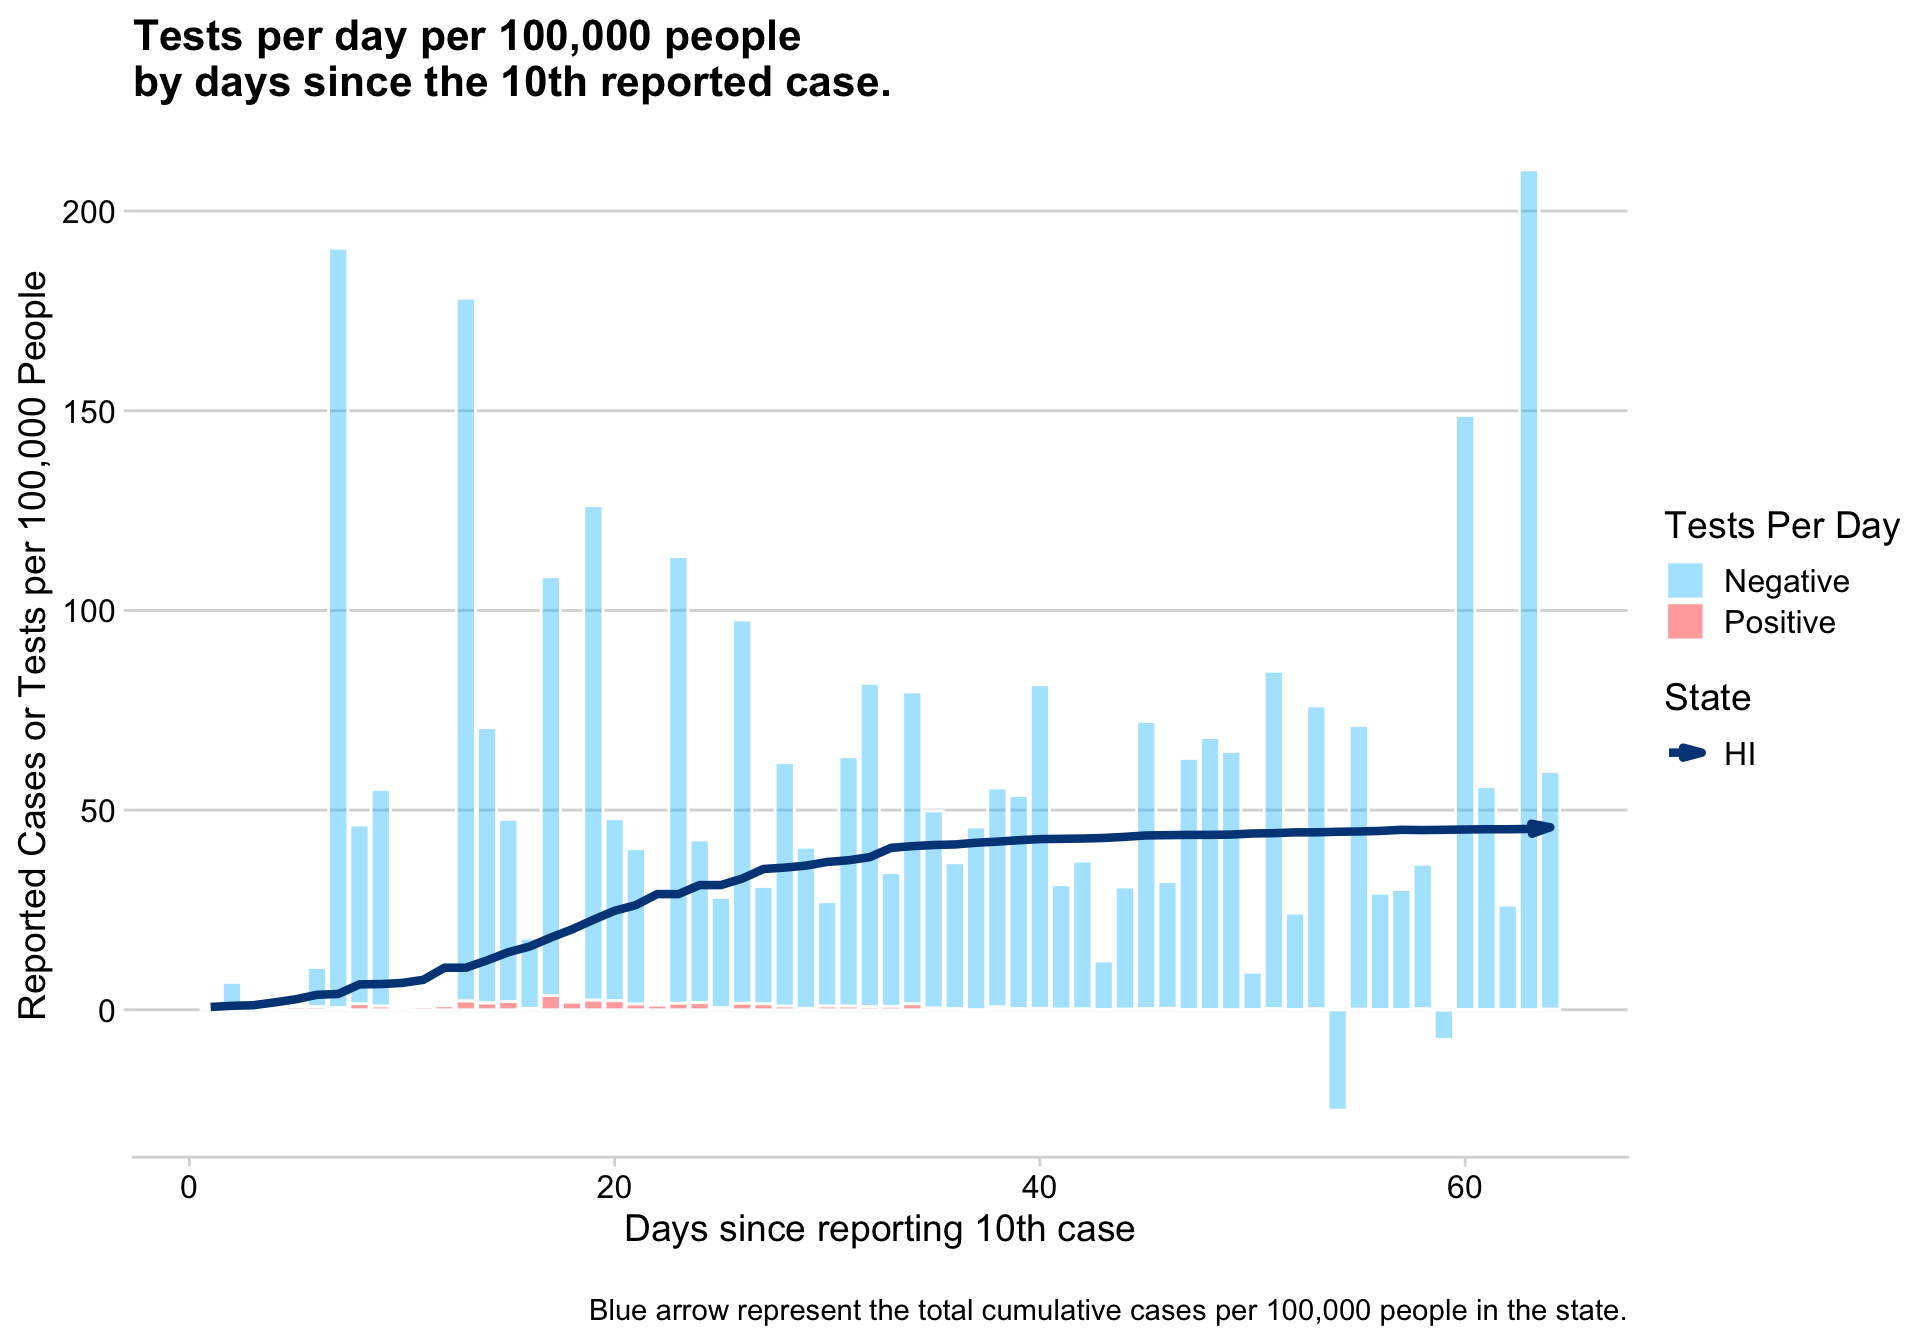 Tests per day per 100,000 people
by days since the 10th reported case.
Reported Cases or Tests per 100,000 People
200
150
100
50
0
0
20
40
60
Days since reporting 10th case
Tests Per Day
Negative
Positive
State
HI
Blue arrow represent the total cumulative cases per 100,000 people in the state.